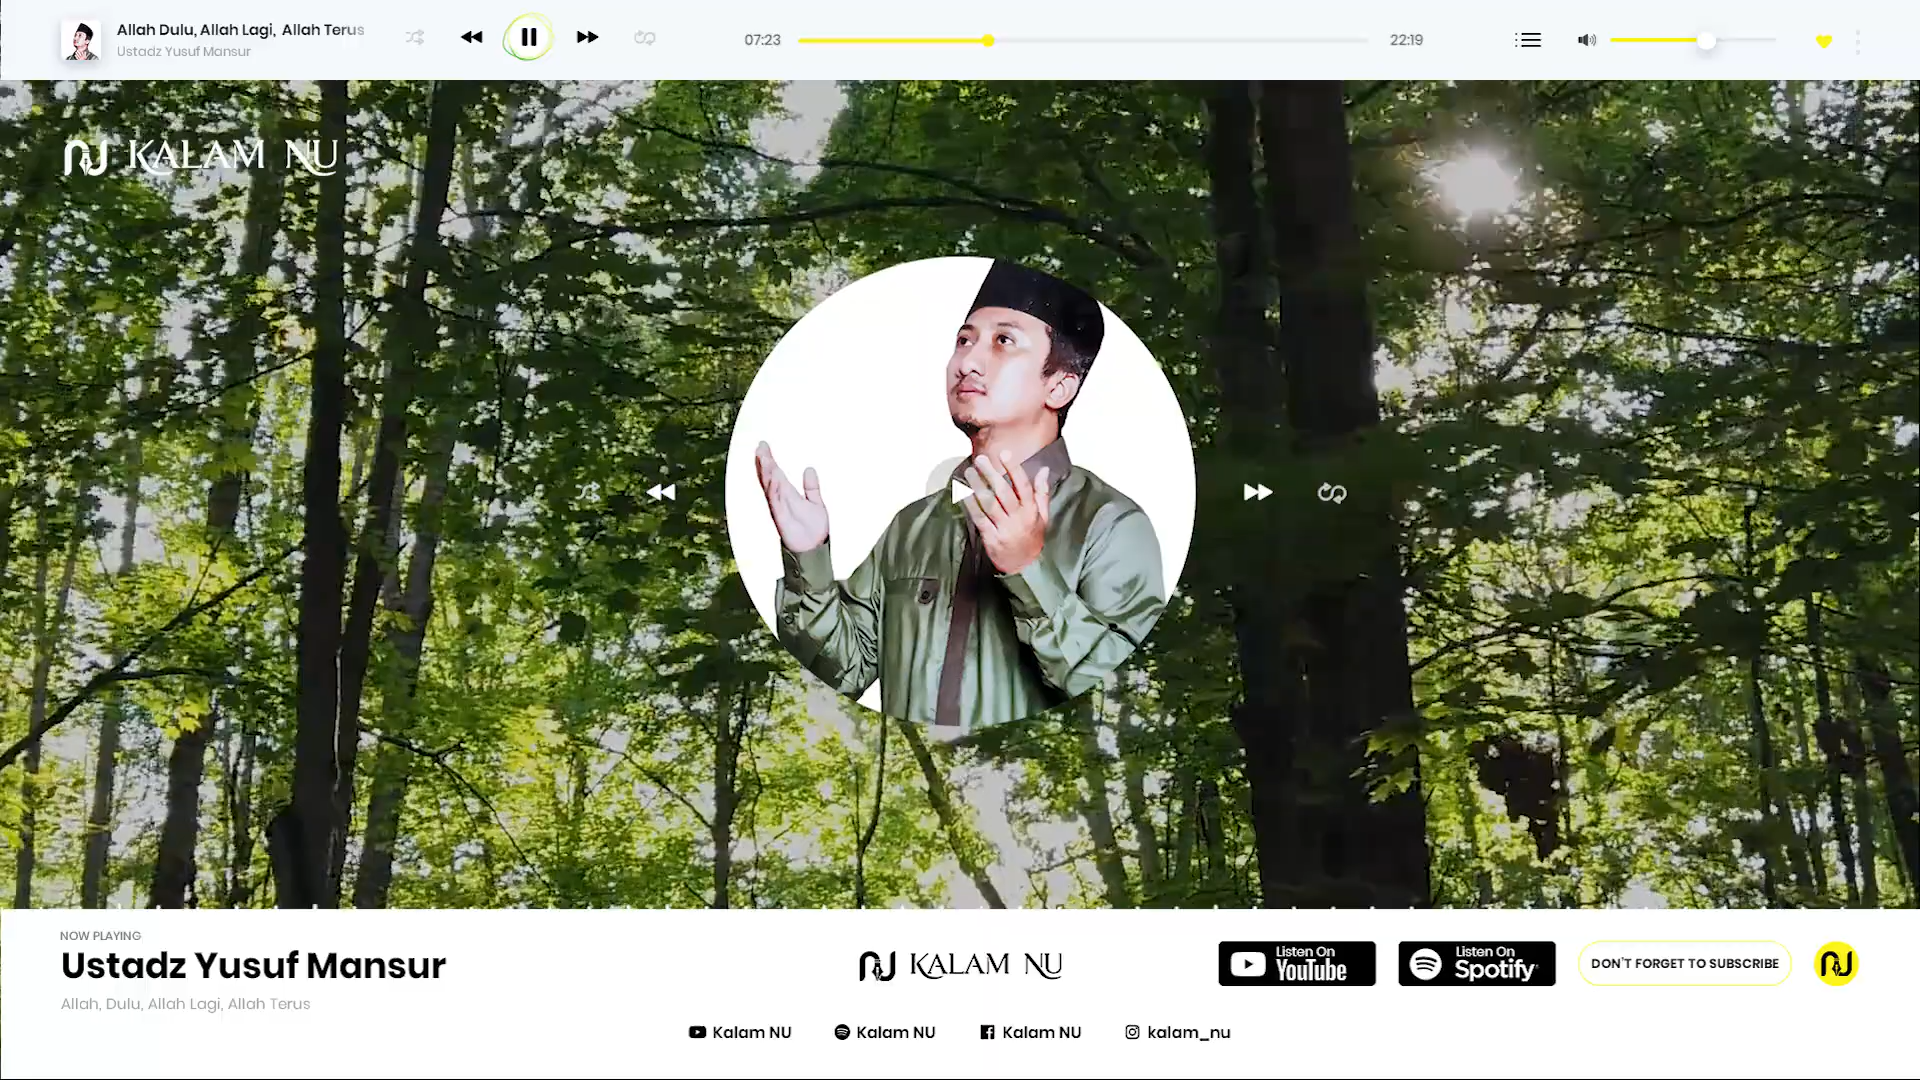 Allah Dulu, Allah Lagi, Allah Terus
Ustadz Yusuf Mansur
07:23
22:19
KALAM NU
NOW PLAYING
Ustadz Yusuf Mansur
Allah, Dulu, Allah Lagi, Allah Terus
KALAM NU
Listen On
YouTube
Listen On
Spotify
DON'T FORGET TO SUBSCRIBE
Kalam NU
Kalam NU
Kalam NU
kalam_nu